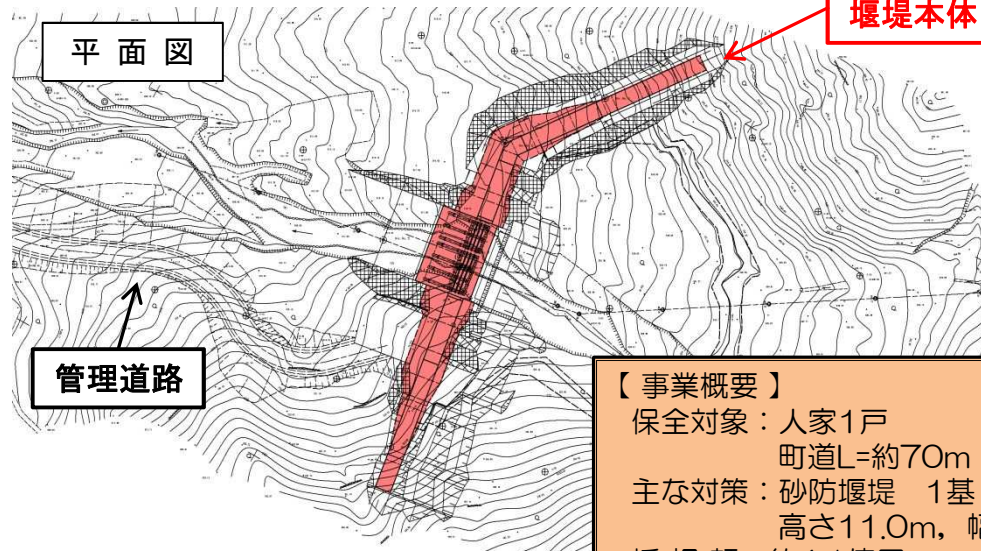 堰堤本体
平面図
管理道路
【 事業概要 】
保全対象：人家1戸
町道L=約70m
主な対策：砂防堰堤　1基
高さ11.0m，